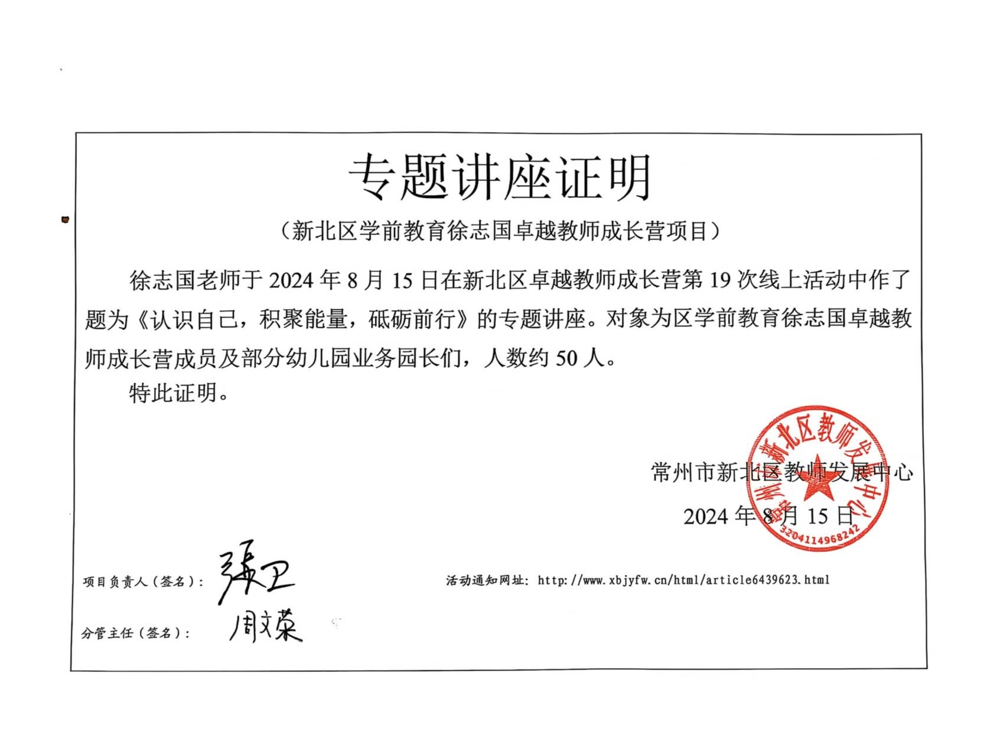 专题讲座证明
（新北区学前教育徐志国卓越教师成长营项目）
徐志国老师于 2024 年 8 月 15 日在新北区卓越教师成长营第 19 次线上活动中作了
题为《认识自己，积聚能量，砥砺前行》的专题讲座。对象为区学前教育徐志国卓越教
师成长营成员及部分幼儿园业务园长们，人数约 50 人。
特此证明。
常州市新北区教师发展中心
2024 年 8 月 15 日
常州市新北区教师发展中心
3204114968242
项目负责人（签名）：張卫
活动通知网址：http://www.xbjyfw.cn/html/article6439623.html
分管主任（签名）：周文荣